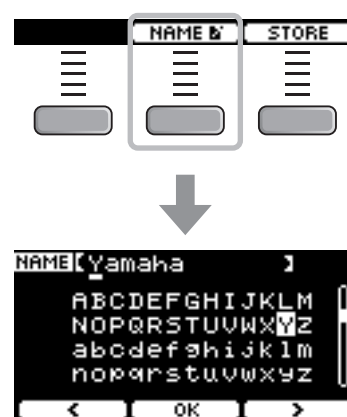 NAME STORE
NAME [Yamaha ]
ABCDEFGHIJKLM
NOPQRSTUVWXYZ
abcdefghijklm
nopqrstuvwxyz
< OK >